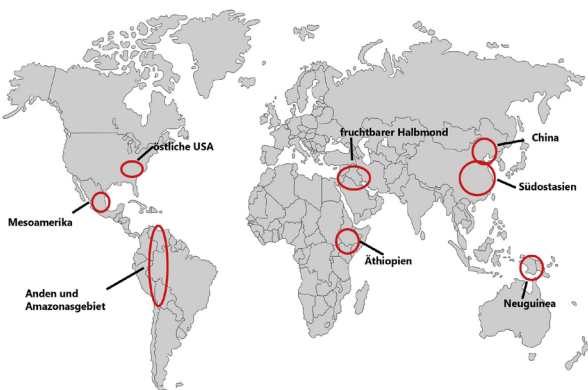 östliche USA
fruchtbarer Halbmond
China
Südostasien
Mesoamerika
Äthiopien
Anden und
Amazonasgebiet
Neuguinea